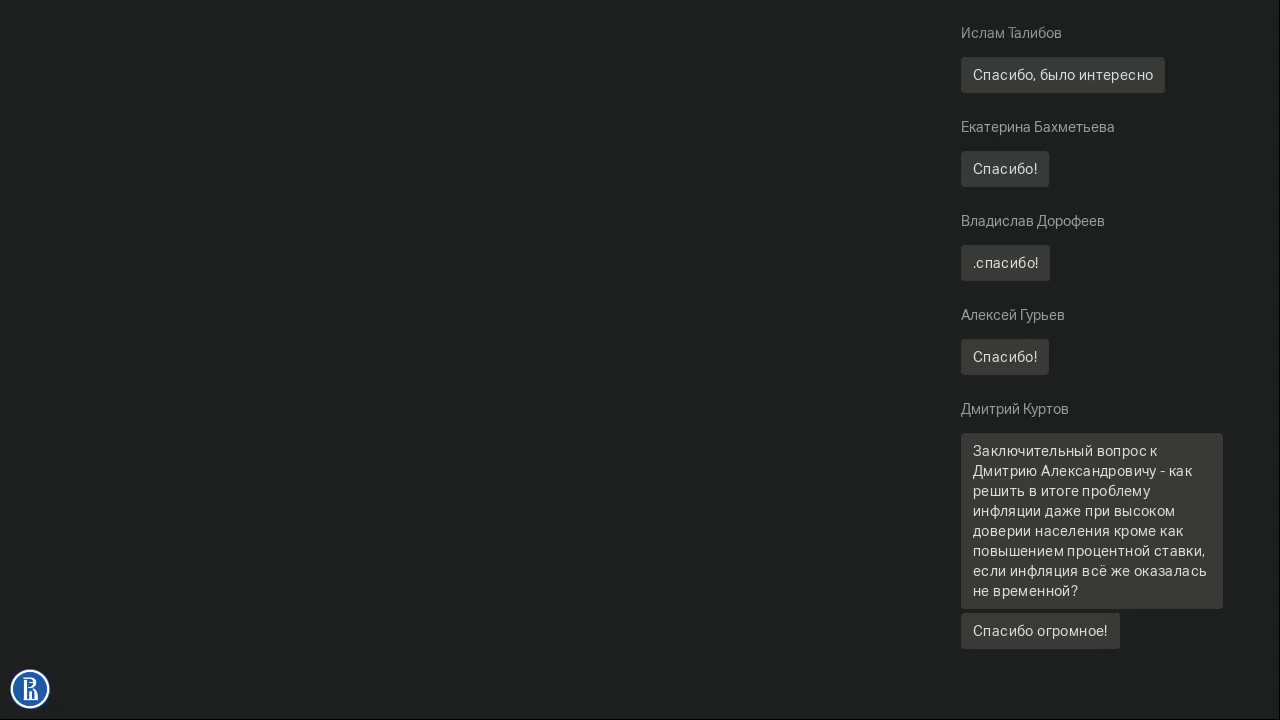 Ислам Талибов
Спасибо, было интересно
Екатерина Бахметьева
Спасибо!
Владислав Дорофеев
.спасибо!
Алексей Гурьев
Спасибо!
Дмитрий Куртов
Заключительный вопрос к
Дмитрию Александровичу - как
решить в итоге проблему
инфляции даже при высоком
доверии населения кроме как
повышением процентной ставки,
если инфляция всё же оказалась
не временной?
Спасибо огромное!